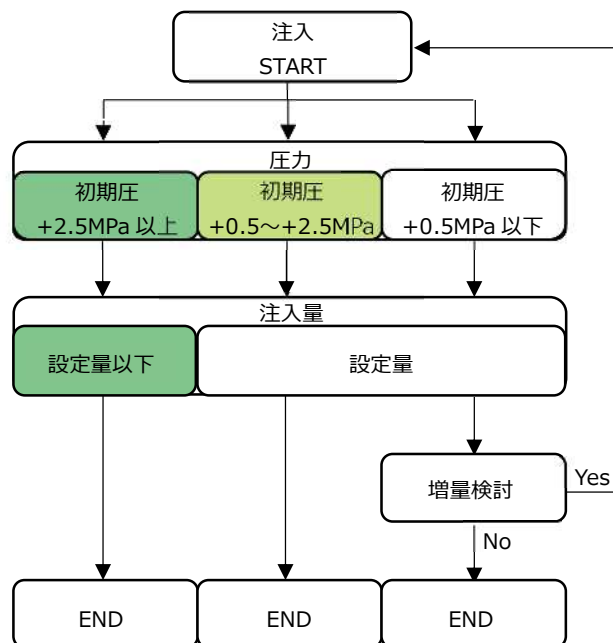 注入
START
圧力
初期圧
+2.5MPa 以上
初期圧
+0.5～+2.5MPa
初期圧
+0.5MPa 以下
注入量
設定量以下
設定量
増量検討
Yes
No
END
END
END